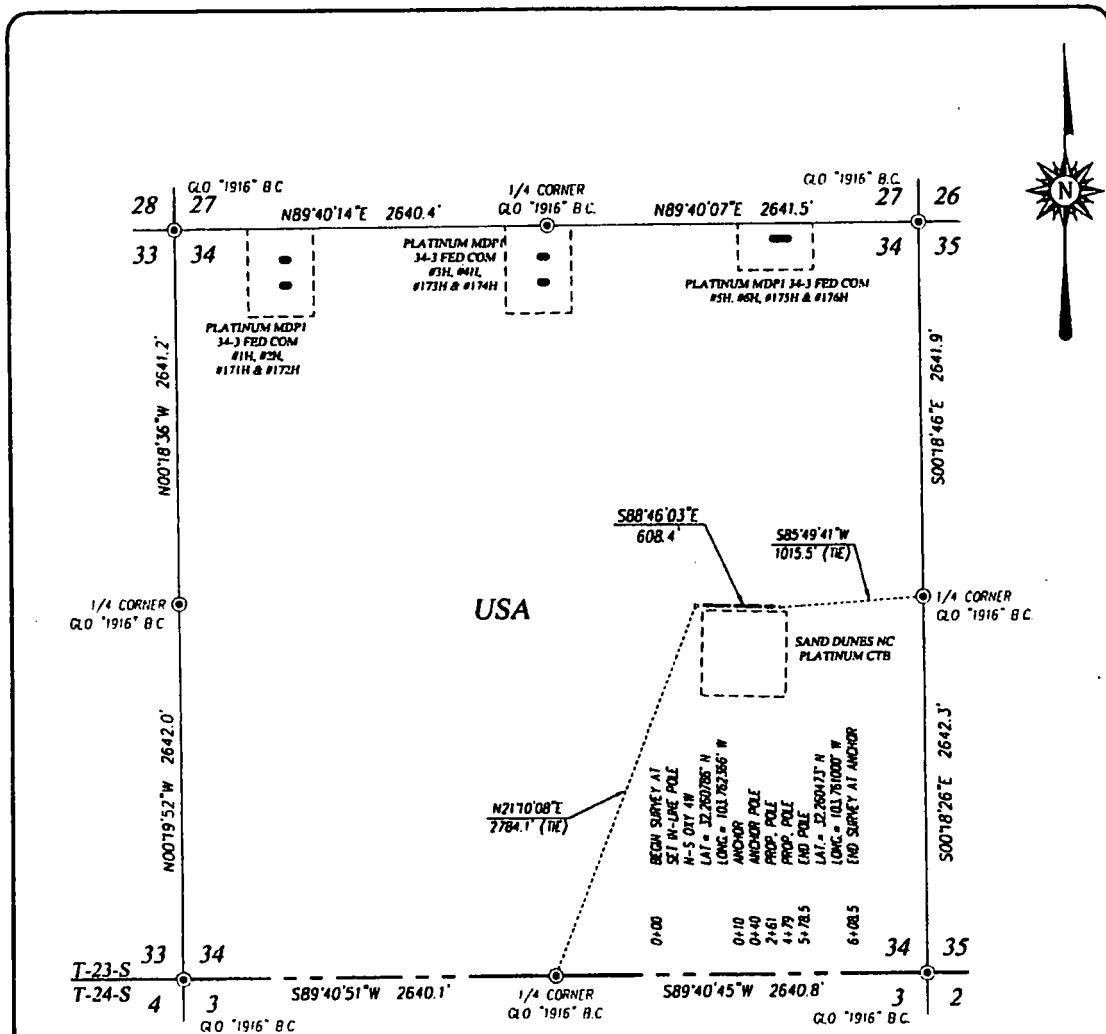 GLO "1916" B.C
28 27
33 34
N89°40'14"E 2640.4'
1/4 CORNER
GLO "1916" B.C.
N89°40'07"E 2641.5'
GLO "1916" B.C.
27 26
34 35
N
PLATINUM MDP1
34-3 FED COM
#1H, #2H,
#171H & #172H
PLATINUM MDP1
34-3 FED COM
#3H, #4H,
#173H & #174H
PLATINUM MDP1 34-3 FED COM
#5H, #6H, #175H & #176H
N00°18'36"W 2641.2'
S00°18'46"E 2641.9'
S88°46'03"E
608.4'
S85°49'41"W
1015.5' (TIE)
1/4 CORNER
GLO "1916" B.C
USA
1/4 CORNER
GLO "1916" B.C.
SAND DUNES NC
PLATINUM CTB
N00°19'52"W 2642.0'
N21°10'08"E
2784.1' (TIE)
0+00 BEGIN SURVEY AT
SET IN-LINE POLE
N-S OXY 4W
LAT = 32.260786° N
LONG = 103.762366° W
0+10 ANCHOR
0+40 ANCHOR POLE
2+61 PROP. POLE
4+79 PROP. POLE
5+78.5 END POLE
LAT. = 32.260473° N
LONG = 103.761000° W
6+08.5 END SURVEY AT ANCHOR
S00°18'26"E 2642.3'
33 34
T-23-S
T-24-S
4 3
GLO "1916" B.C
S89°40'51"W 2640.1'
1/4 CORNER
GLO "1916" B.C.
S89°40'45"W 2640.8'
34 35
3 2
GLO "1916" B.C.